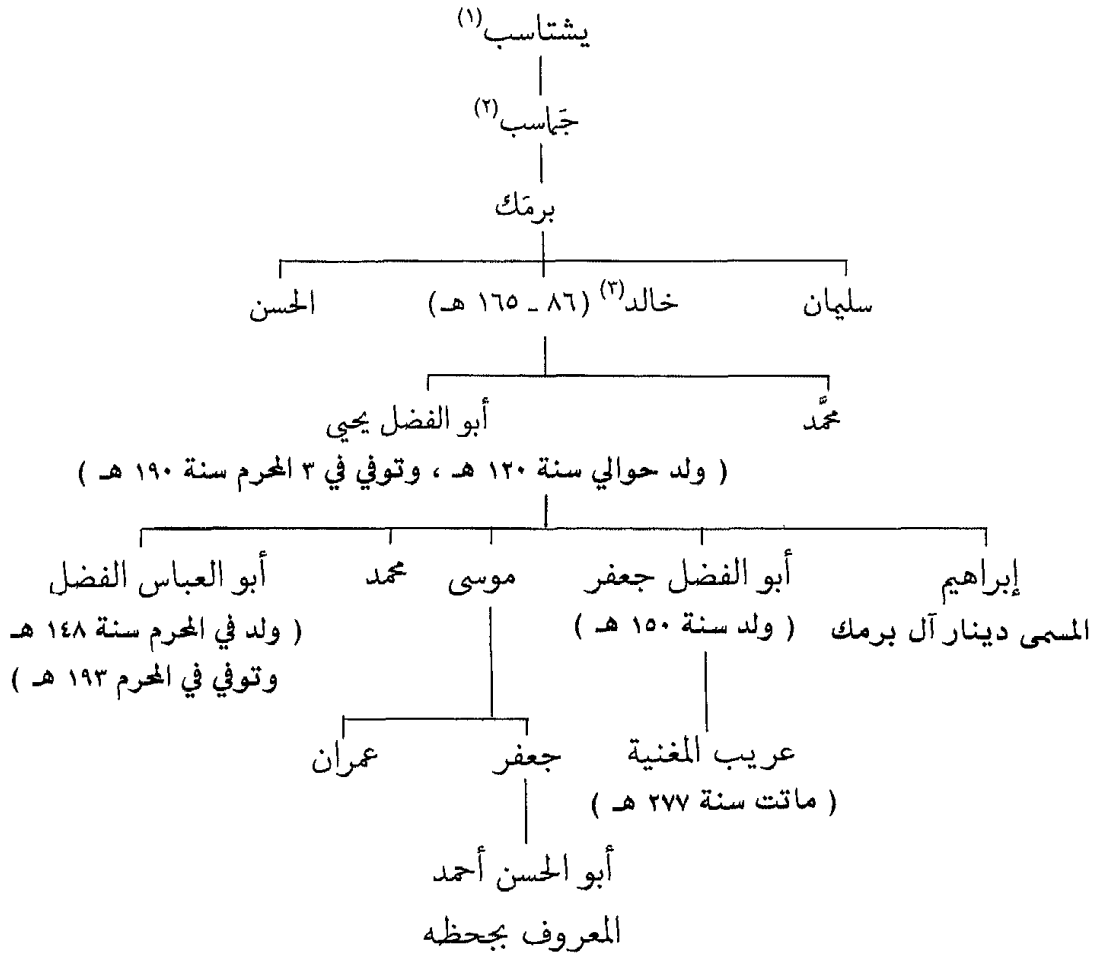 يشتاسب(١)
جَماسب(٢)
برمَك
سليمان خالد(٣) (٨٦ - ١٦٥ هـ) الحسن
محمَّد أبو الفضل يحيى
( ولد حوالي سنة ١٢٠ هـ ، وتوفي في ٣ المحرم سنة ١٩٠ هـ )
إبراهيم أبو الفضل جعفر موسى محمد أبو العباس الفضل
المسمى دينار آل برمك ( ولد سنة ١٥٠ هـ ) ( ولد في المحرم سنة ١٤٨ هـ
وتوفي في المحرم ١٩٣ هـ )
عريب المغنية جعفر عمران
( ماتت سنة ٢٧٧ هـ )
أبو الحسن أحمد
المعروف بجحظه